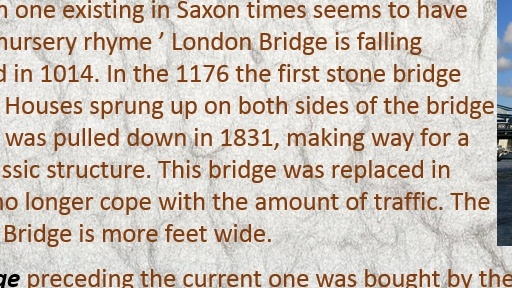 one existing in Saxon times seems to have
nursery rhyme ’ London Bridge is falling
in 1014. In the 1176 the first stone bridge
Houses sprung up on both sides of the bridge
was pulled down in 1831, making way for a
ssic structure. This bridge was replaced in
no longer cope with the amount of traffic. The
Bridge is more feet wide.
ge preceding the current one was bought by the